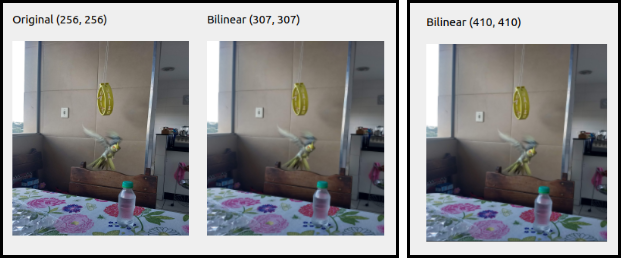 Original (256, 256)
Bilinear (307, 307)
Bilinear (410, 410)